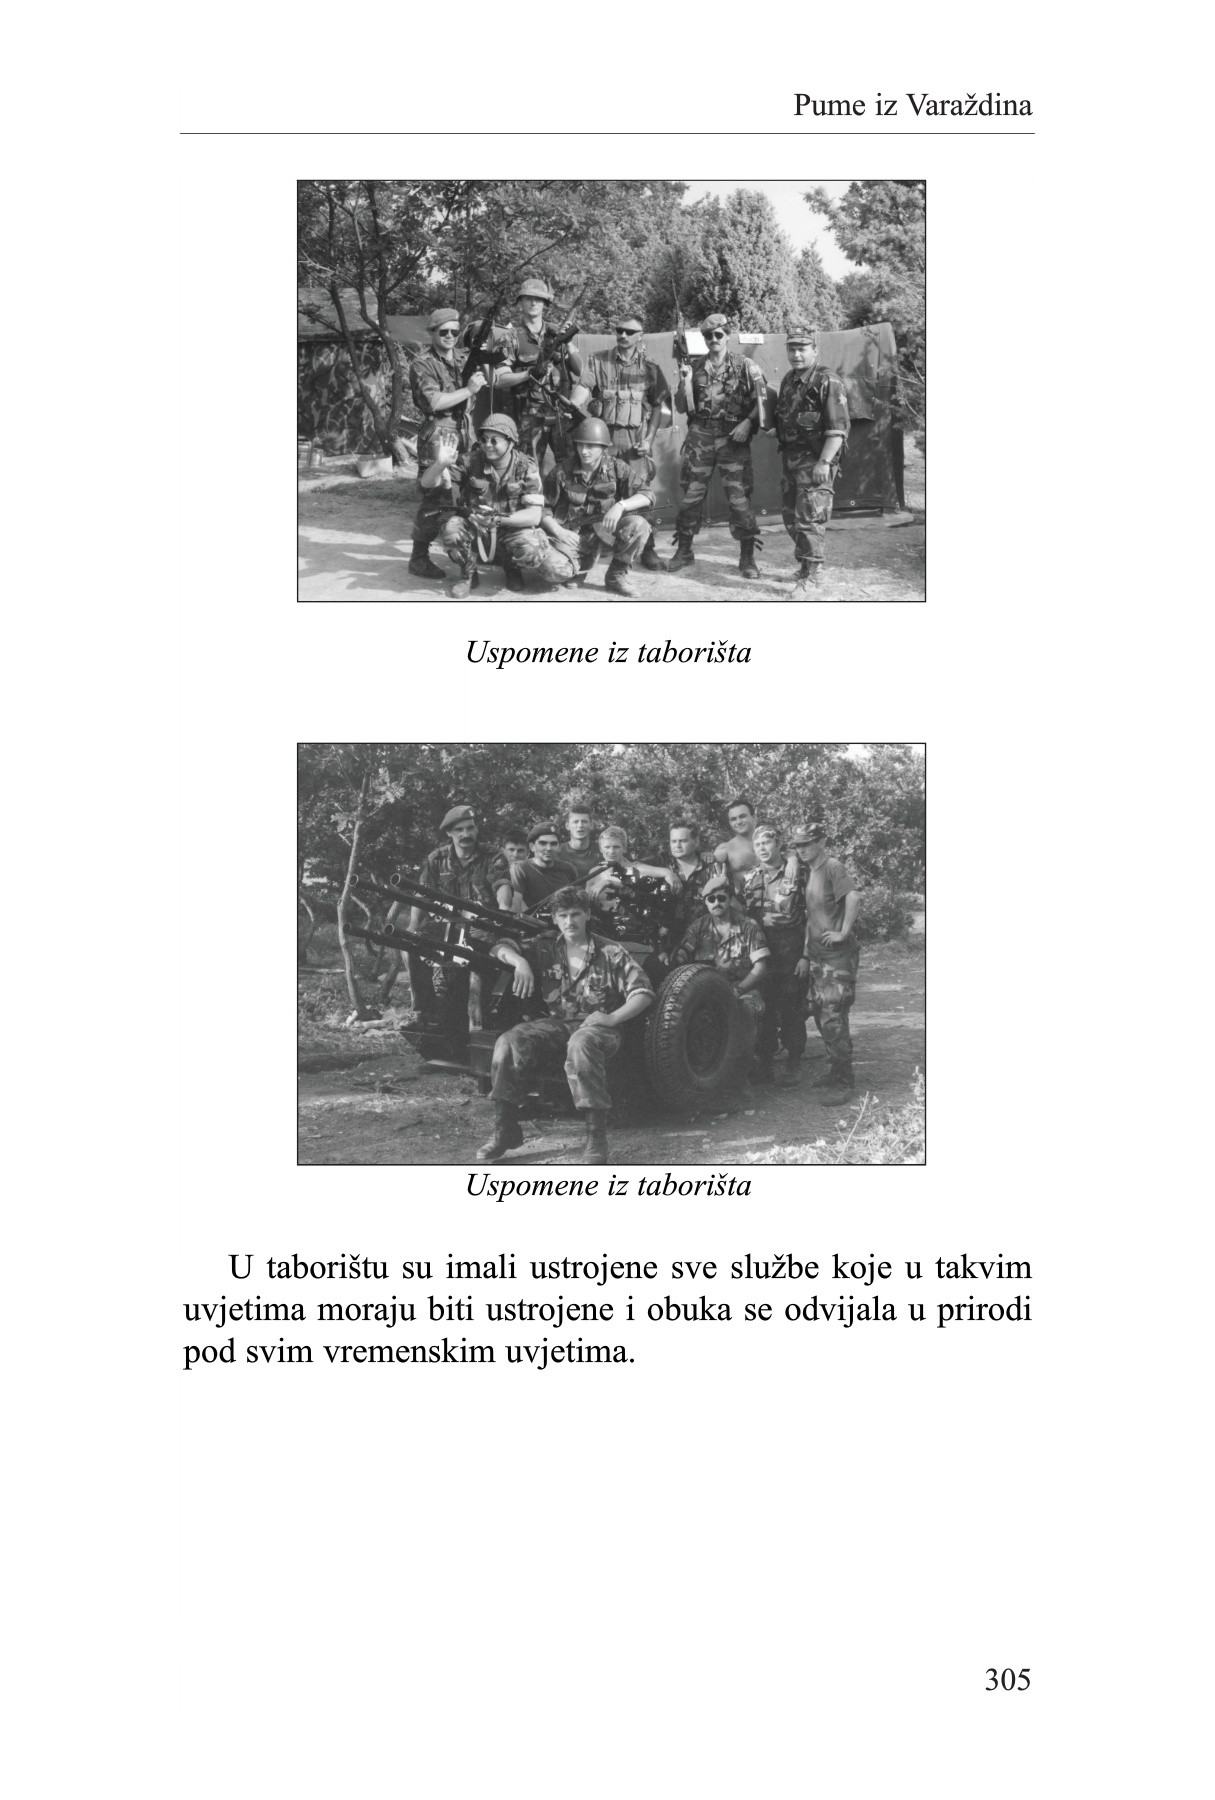 Pume iz Varaždina
Uspomene iz taborišta
Uspomene iz taborišta
U taborištu su imali ustrojene sve službe koje u takvim
uvjetima moraju biti ustrojene i obuka se odvijala u prirodi
pod svim vremenskim uvjetima.
305